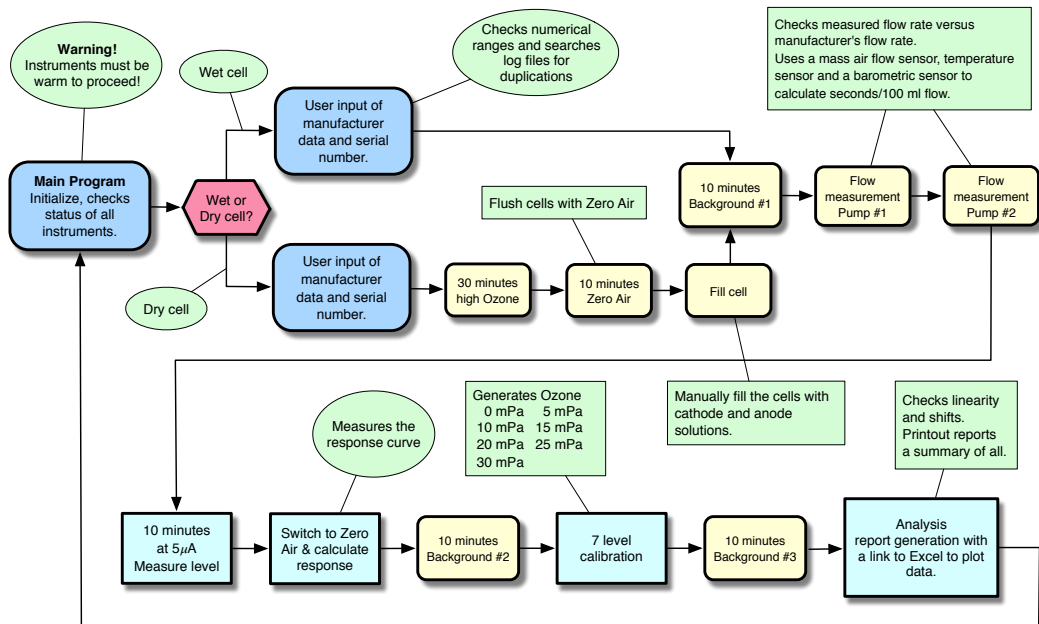 Warning!
Instruments must be
warm to proceed!
Wet cell
Checks numerical
ranges and searches
log files for
duplications
Checks measured flow rate versus
manufacturer's flow rate.
Uses a mass air flow sensor, temperature
sensor and a barometric sensor to
calculate seconds/100 ml flow.
User input of
manufacturer
data and serial
number.
Main Program
Initialize, checks
status of all
instruments.
Wet or
Dry cell?
Flush cells with Zero Air
10 minutes
Background #1
Flow
measurement
Pump #1
Flow
measurement
Pump #2
Dry cell
User input of
manufacturer
data and serial
number.
30 minutes
high Ozone
10 minutes
Zero Air
Fill cell
Manually fill the cells with
cathode and anode
solutions.
Measures the
response curve
Generates Ozone
0 mPa 5 mPa
10 mPa 15 mPa
20 mPa 25 mPa
30 mPa
Checks linearity
and shifts.
Printout reports
a summary of all.
10 minutes
at 5µA
Measure level
Switch to Zero
Air & calculate
response
10 minutes
Background #2
7 level
calibration
10 minutes
Background #3
Analysis
report generation with
a link to Excel to plot
data.